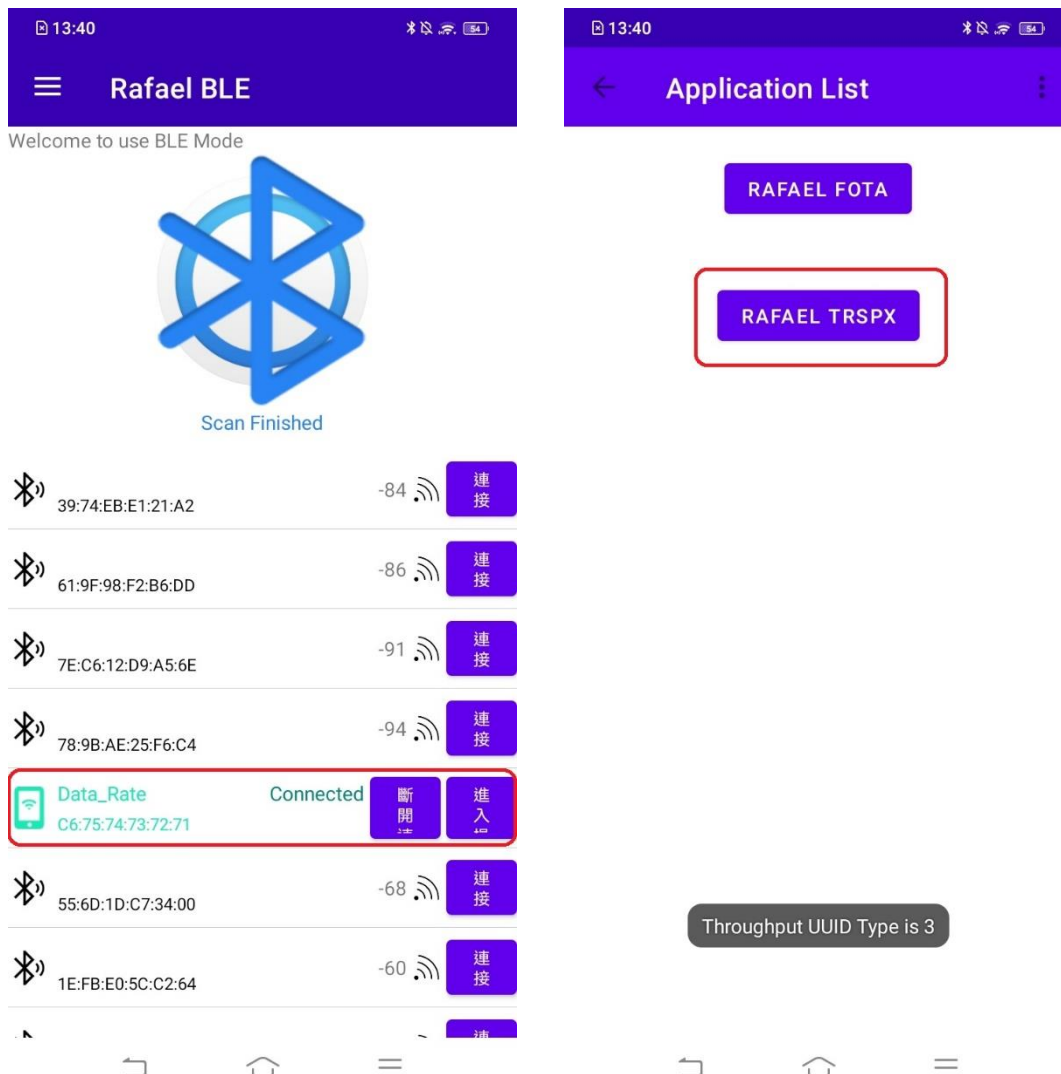 13:40
54
Rafael BLE
Welcome to use BLE Mode
Scan Finished
39:74:EB:E1:21:A2
-84
連
接
61:9F:98:F2:B6:DD
-86
連
接
7E:C6:12:D9:A5:6E
-91
連
接
78:9B:AE:25:F6:C4
-94
連
接
Data_Rate
C6:75:74:73:72:71
Connected
斷
開
進
入
55:6D:1D:C7:34:00
-68
連
接
1E:FB:E0:5C:C2:64
-60
連
接
13:40
54
Application List
RAFAEL FOTA
RAFAEL TRSPX
Throughput UUID Type is 3